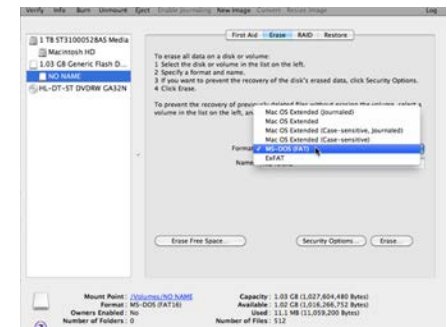 Verify Info Burn Unmount Eject Enable Journaling New Image Convert Resize Image Log
1 TB ST31000528AS Media
Macintosh HD
1.03 GB Generic Flash D...
NO NAME
HL-DT-ST DVDRW GA32N
First Aid Erase RAID Restore
To erase all data on a disk or volume:
1 Select the disk or volume in the list on the left.
2 Specify a format and name.
3 If you want to prevent the recovery of the disk's erased data, click Security Options.
4 Click Erase.
To prevent the recovery of previously deleted files without erasing the volume, select a
volume in the list on the left, an
Mac OS Extended (Journaled)
Mac OS Extended
Mac OS Extended (Case-sensitive, Journaled)
Mac OS Extended (Case-sensitive)
Format ✓ MS-DOS (FAT)
ExFAT
Name
Erase Free Space... Security Options... Erase...
Mount Point: /Volumes/NO NAME
Format: MS-DOS (FAT16)
Owners Enabled: No
Number of Folders: 0
Capacity: 1.03 GB (1,027,604,480 Bytes)
Available: 1.02 GB (1,016,266,752 Bytes)
Used: 11.1 MB (11,059,200 Bytes)
Number of Files: 512